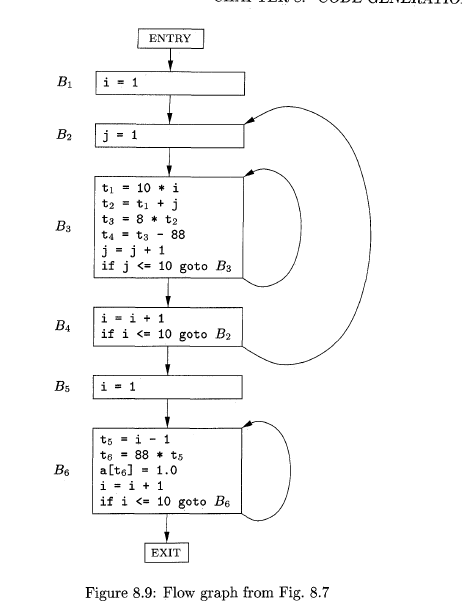 CHAPTER 8. CODE GENERATION
ENTRY
B1
i = 1
B2
j = 1
B3
t1 = 10 * i
t2 = t1 + j
t3 = 8 * t2
t4 = t3 - 88
j = j + 1
if j <= 10 goto B3
B4
i = i + 1
if i <= 10 goto B2
B5
i = 1
B6
t5 = i - 1
t6 = 88 * t5
a[t6] = 1.0
i = i + 1
if i <= 10 goto B6
EXIT
Figure 8.9: Flow graph from Fig. 8.7